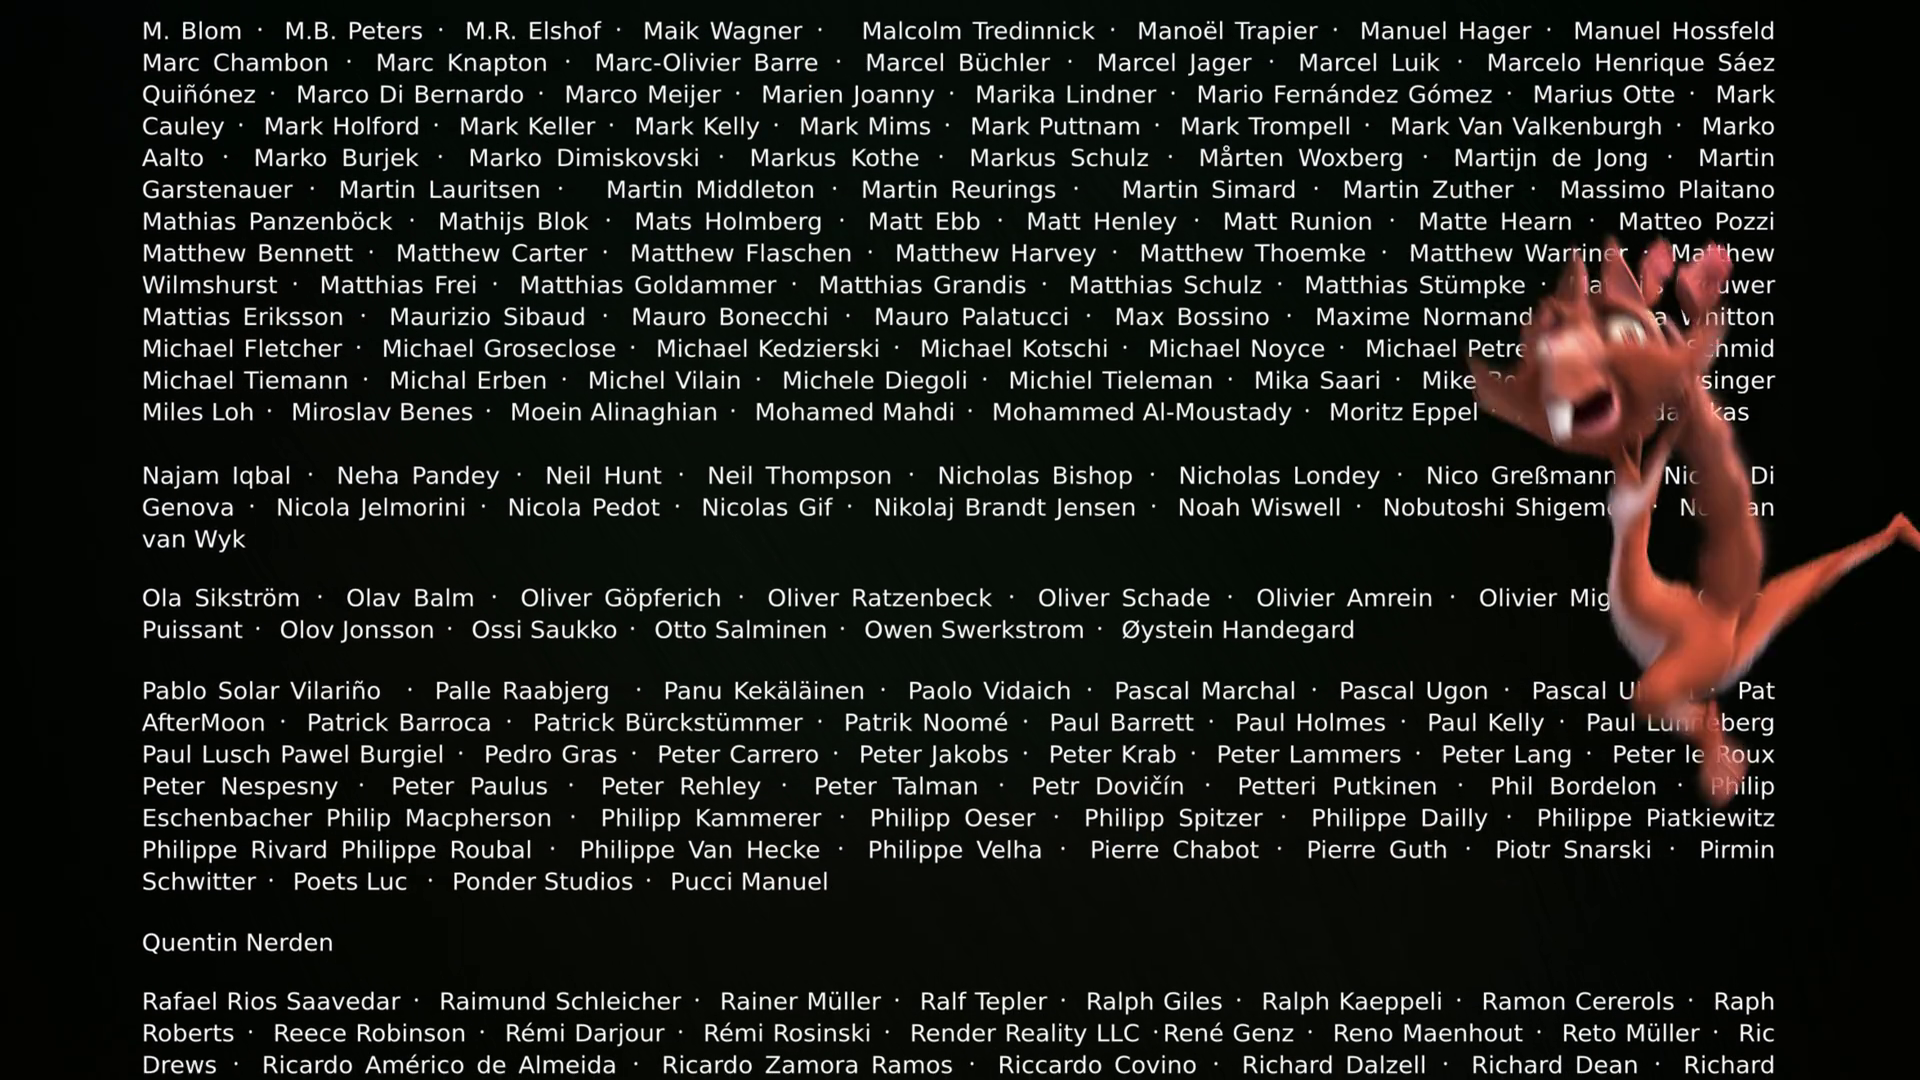 M. Blom · M.B. Peters · M.R. Elshof · Maik Wagner · Malcolm Tredinnick · Manoël Trapier · Manuel Hager · Manuel Hossfeld
Marc Chambon · Marc Knapton · Marc-Olivier Barre · Marcel Büchler · Marcel Jager · Marcel Luik · Marcelo Henrique Sáez
Quiñónez · Marco Di Bernardo · Marco Meijer · Marien Joanny · Marika Lindner · Mario Fernández Gómez · Marius Otte · Mark
Cauley · Mark Holford · Mark Keller · Mark Kelly · Mark Mims · Mark Puttnam · Mark Trompell · Mark Van Valkenburgh · Marko
Aalto · Marko Burjek · Marko Dimiskovski · Markus Kothe · Markus Schulz · Mårten Woxberg · Martijn de Jong · Martin
Garstenauer · Martin Lauritsen · Martin Middleton · Martin Reurings · Martin Simard · Martin Zuther · Massimo Plaitano
Mathias Panzenböck · Mathijs Blok · Mats Holmberg · Matt Ebb · Matt Henley · Matt Runion · Matte Hearn · Matteo Pozzi
Matthew Bennett · Matthew Carter · Matthew Flaschen · Matthew Harvey · Matthew Thoemke · Matthew Warriner · Matthew
Wilmshurst · Matthias Frei · Matthias Goldammer · Matthias Grandis · Matthias Schulz · Matthias Stümpke ·
Mattias Eriksson · Maurizio Sibaud · Mauro Bonecchi · Mauro Palatucci · Max Bossino · Maxime Normand Whitton
Michael Fletcher · Michael Groseclose · Michael Kedzierski · Michael Kotschi · Michael Noyce · Michael Schmid
Michael Tiemann · Michal Erben · Michel Vilain · Michele Diegoli · Michiel Tieleman · Mika Saari · Mike
Miles Loh · Miroslav Benes · Moein Alinaghian · Mohamed Mahdi · Mohammed Al-Moustady · Moritz Eppel ·
Najam Iqbal · Neha Pandey · Neil Hunt · Neil Thompson · Nicholas Bishop · Nicholas Londey · Nico Greßmann Di
Genova · Nicola Jelmorini · Nicola Pedot · Nicolas Gif · Nikolaj Brandt Jensen · Noah Wiswell · Nobutoshi ·
van Wyk
Ola Sikström · Olav Balm · Oliver Göpferich · Oliver Ratzenbeck · Oliver Schade · Olivier Amrein · Olivier
Puissant · Olov Jonsson · Ossi Saukko · Otto Salminen · Owen Swerkstrom · Øystein Handegard
Pablo Solar Vilariño · Palle Raabjerg · Panu Kekäläinen · Paolo Vidaich · Pascal Marchal · Pascal Ugon · Pascal · Pat
AfterMoon · Patrick Barroca · Patrick Bürckstümmer · Patrik Noomé · Paul Barrett · Paul Holmes · Paul Kelly · Paul Lunneberg
Paul Lusch Pawel Burgiel · Pedro Gras · Peter Carrero · Peter Jakobs · Peter Krab · Peter Lammers · Peter Lang · Peter le Roux
Peter Nespesny · Peter Paulus · Peter Rehley · Peter Talman · Petr Dovičín · Petteri Putkinen · Phil Bordelon · Philip
Eschenbacher Philip Macpherson · Philipp Kammerer · Philipp Oeser · Philipp Spitzer · Philippe Dailly · Philippe Piatkiewitz
Philippe Rivard Philippe Roubal · Philippe Van Hecke · Philippe Velha · Pierre Chabot · Pierre Guth · Piotr Snarski · Pirmin
Schwitter · Poets Luc · Ponder Studios · Pucci Manuel
Quentin Nerden
Rafael Rios Saavedar · Raimund Schleicher · Rainer Müller · Ralf Tepler · Ralph Giles · Ralph Kaeppeli · Ramon Cererols · Raph
Roberts · Reece Robinson · Rémi Darjour · Rémi Rosinski · Render Reality LLC · René Genz · Reno Maenhout · Reto Müller · Ric
Drews · Ricardo Américo de Almeida · Ricardo Zamora Ramos · Riccardo Covino · Richard Dalzell · Richard Dean · Richard